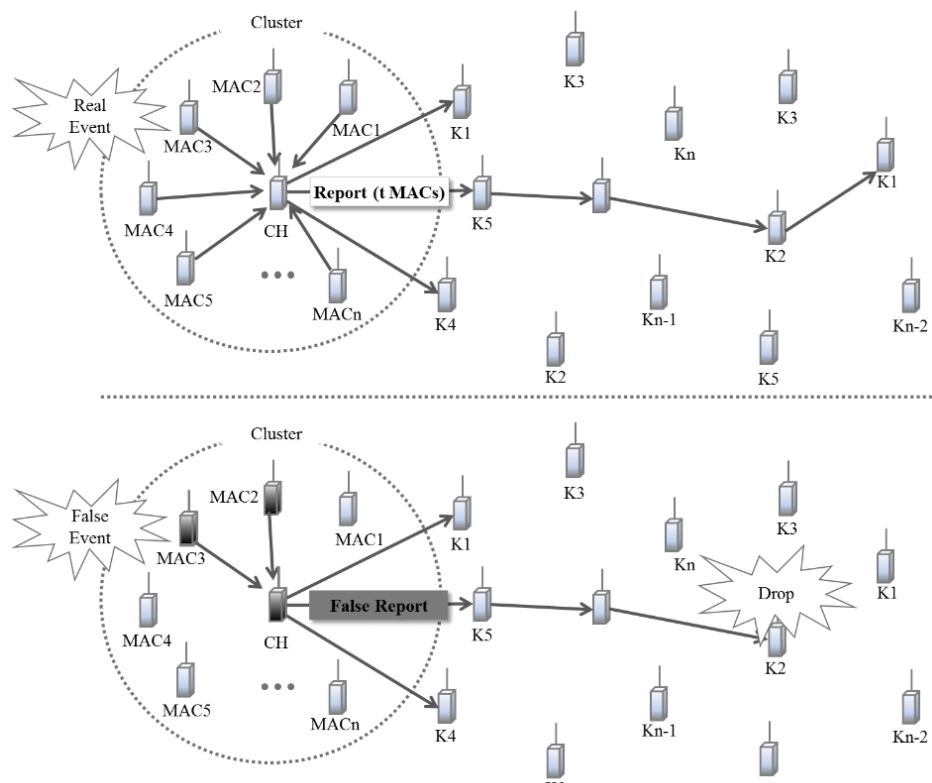 Cluster
K3
MAC2
Real
Event
MAC1
K1
K3
Kn
MAC3
Report (t MACs)
K1
MAC4
CH
K5
K2
MAC5
•••
MACn
K4
Kn-1
Kn-2
K2
K5
Cluster
K3
MAC2
False
Event
MAC1
K1
K3
MAC3
Kn
Drop
K1
False Report
MAC4
CH
K5
K2
MAC5
•••
MACn
K4
Kn-1
Kn-2